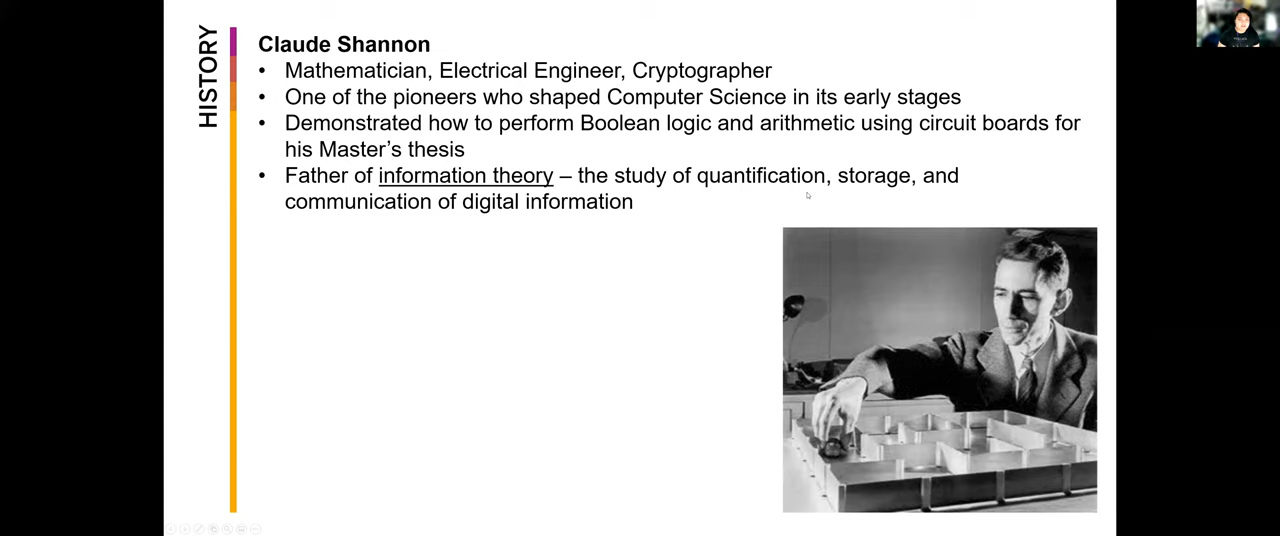 HISTORY
Claude Shannon
• Mathematician, Electrical Engineer, Cryptographer
• One of the pioneers who shaped Computer Science in its early stages
• Demonstrated how to perform Boolean logic and arithmetic using circuit boards for
his Master’s thesis
• Father of information theory – the study of quantification, storage, and
communication of digital information